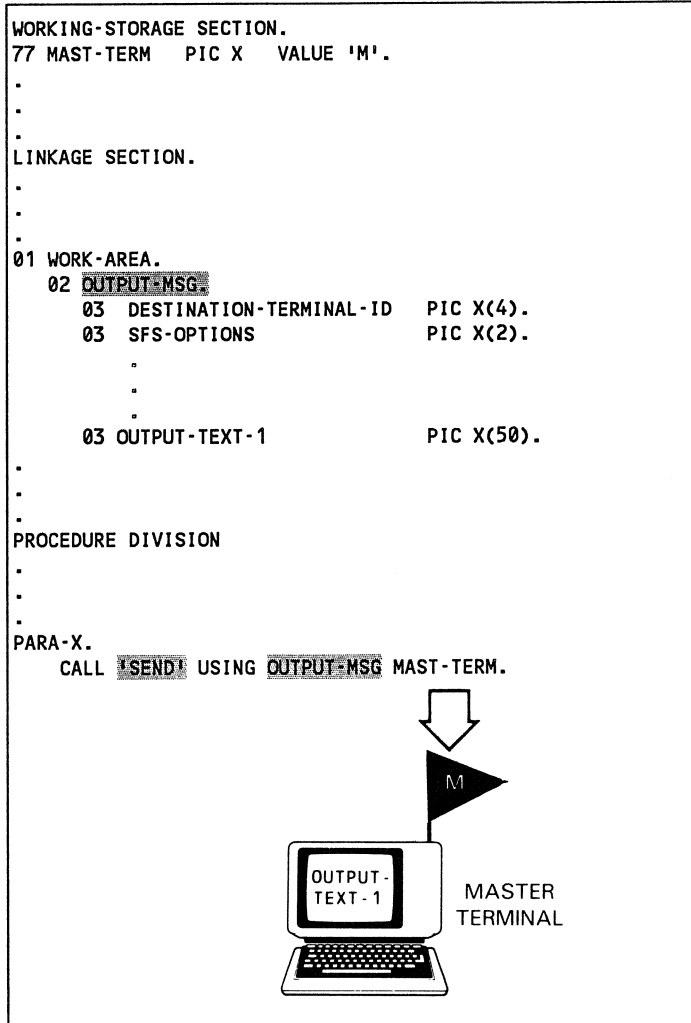 WORKING-STORAGE SECTION.
77 MAST-TERM   PIC X   VALUE 'M'.
.
.
.
LINKAGE SECTION.
.
.
.
01 WORK-AREA.
   02 OUTPUT-MSG.
      03  DESTINATION-TERMINAL-ID   PIC X(4).
      03  SFS-OPTIONS               PIC X(2).
          .
          .
          .
      03 OUTPUT-TEXT-1              PIC X(50).
.
.
.
PROCEDURE DIVISION
.
.
.
PARA-X.
   CALL 'SEND' USING OUTPUT-MSG MAST-TERM.
M
OUTPUT-
TEXT-1
MASTER
TERMINAL